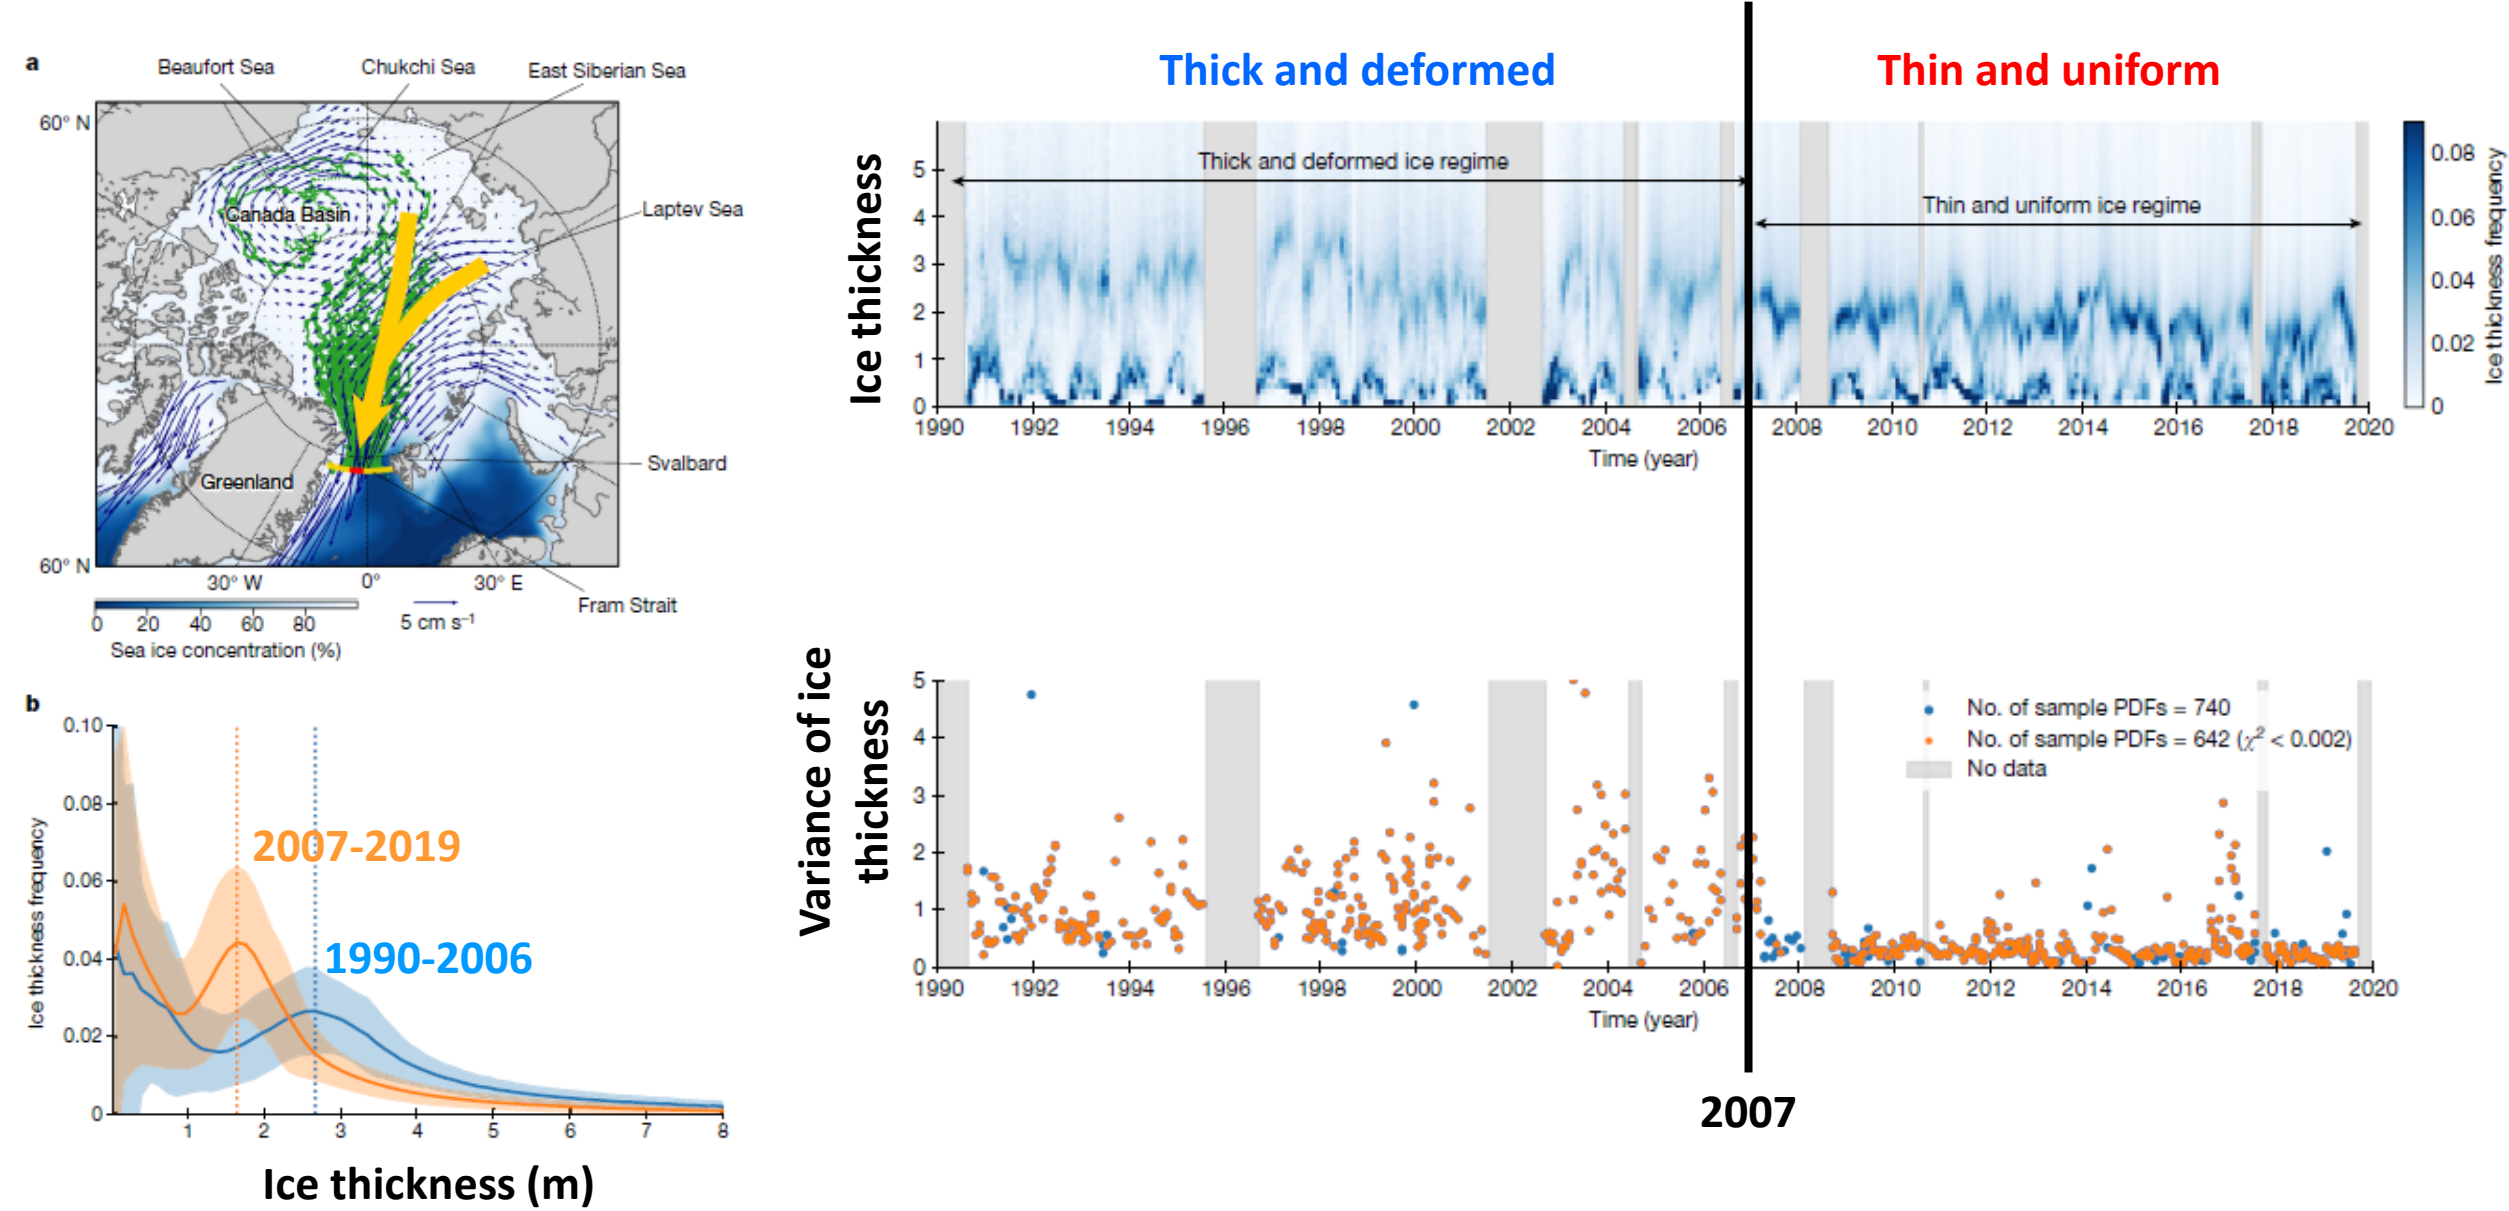 a
Beaufort Sea
Chukchi Sea
East Siberian Sea
60° N
Canada Basin
Laptev Sea
Greenland
Svalbard
60° N
30° W
0°
30° E
Fram Strait
0 20 40 60 80
5 cm s⁻¹
Sea ice concentration (%)
b
Ice thickness frequency
0.10
0.08
0.06
0.04
0.02
0
2007-2019
1990-2006
1 2 3 4 5 6 7 8
Ice thickness (m)
Thick and deformed
Thin and uniform
Ice thickness
5
4
3
2
1
0
Thick and deformed ice regime
Thin and uniform ice regime
1990 1992 1994 1996 1998 2000 2002 2004 2006 2008 2010 2012 2014 2016 2018 2020
Time (year)
0.08
0.06
0.04
0.02
0
Ice thickness frequency
Variance of ice
thickness
5
4
3
2
1
0
No. of sample PDFs = 740
No. of sample PDFs = 642 (χ² < 0.002)
No data
1990 1992 1994 1996 1998 2000 2002 2004 2006 2008 2010 2012 2014 2016 2018 2020
Time (year)
2007